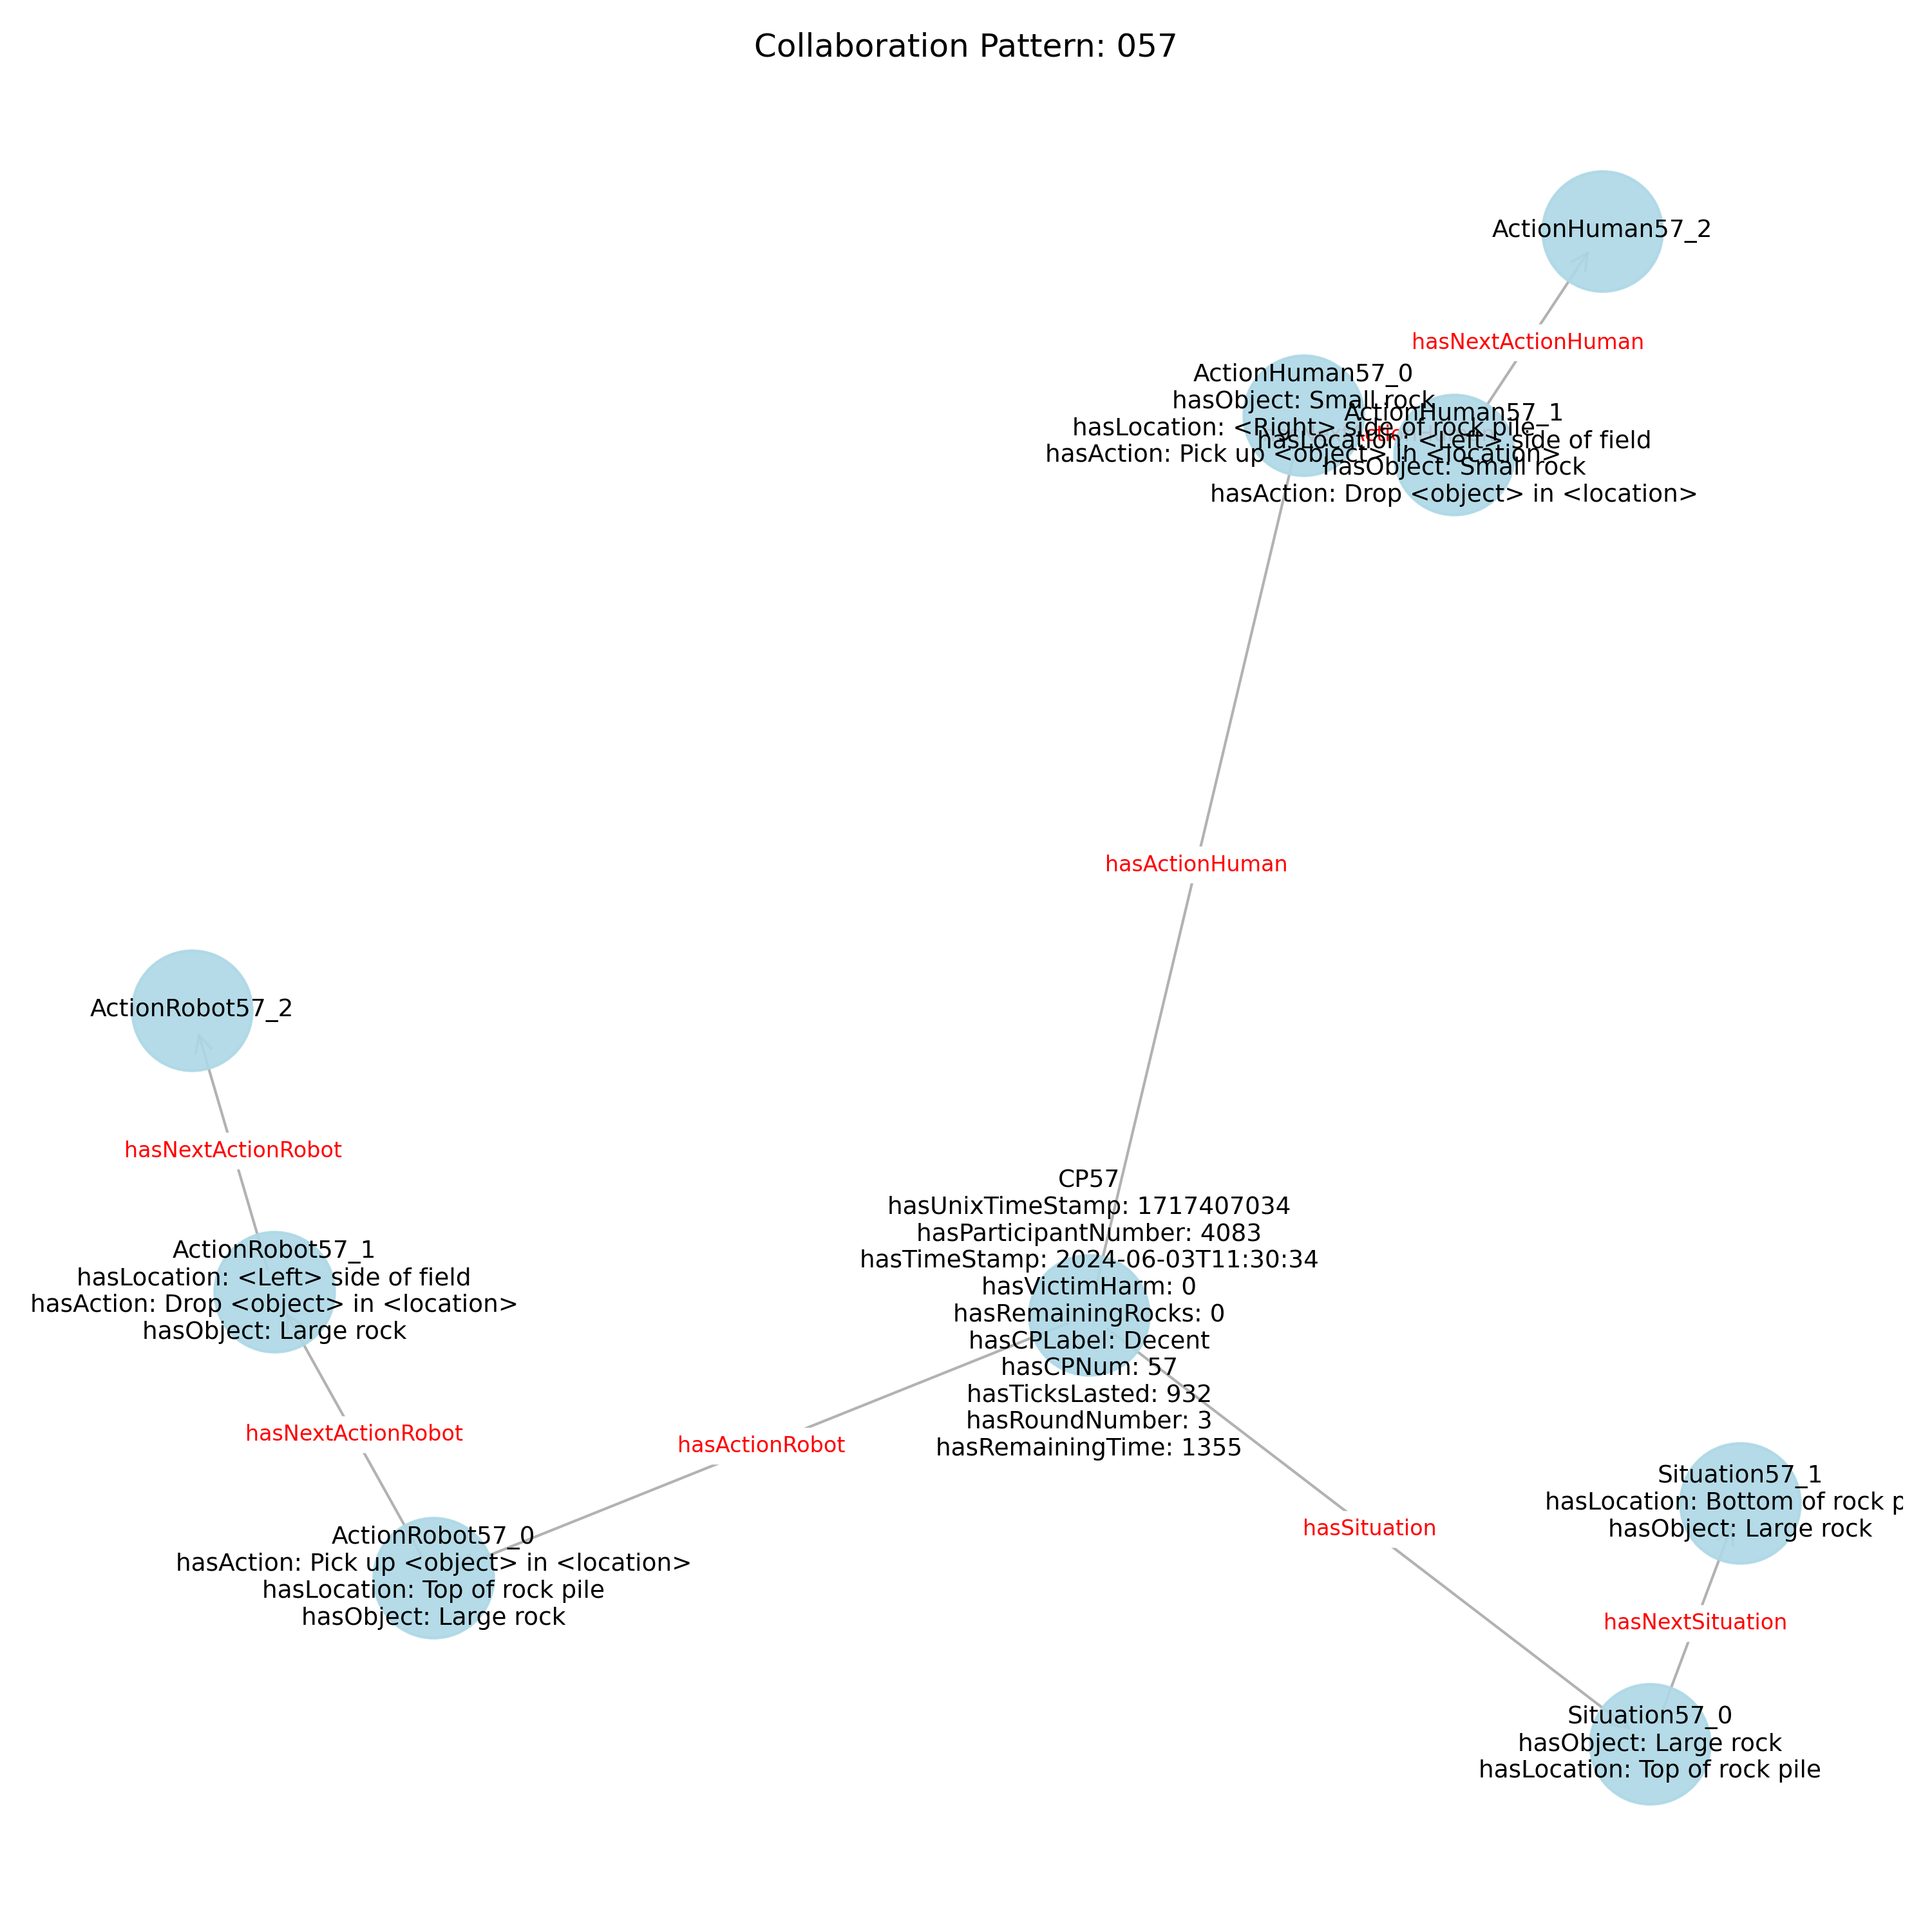 Collaboration Pattern: 057
ActionHuman57_2
hasNextActionHuman
ActionHuman57_0
hasObject: Small rock
hasLocation: <Right> side of rock pile
hasAction: Pick up <object> in <location>
ActionHuman57_1
hasLocation: <Left> side of field
hasObject: Small rock
hasAction: Drop <object> in <location>
hasActionHuman
ActionRobot57_2
hasNextActionRobot
ActionRobot57_1
hasLocation: <Left> side of field
hasAction: Drop <object> in <location>
hasObject: Large rock
hasNextActionRobot
CP57
hasUnixTimeStamp: 1717407034
hasParticipantNumber: 4083
hasTimeStamp: 2024-06-03T11:30:34
hasVictimHarm: 0
hasRemainingRocks: 0
hasCPLabel: Decent
hasCPNum: 57
hasTicksLasted: 932
hasRoundNumber: 3
hasRemainingTime: 1355
hasActionRobot
ActionRobot57_0
hasAction: Pick up <object> in <location>
hasLocation: Top of rock pile
hasObject: Large rock
hasSituation
Situation57_1
hasLocation: Bottom of rock p
hasObject: Large rock
hasNextSituation
Situation57_0
hasObject: Large rock
hasLocation: Top of rock pile